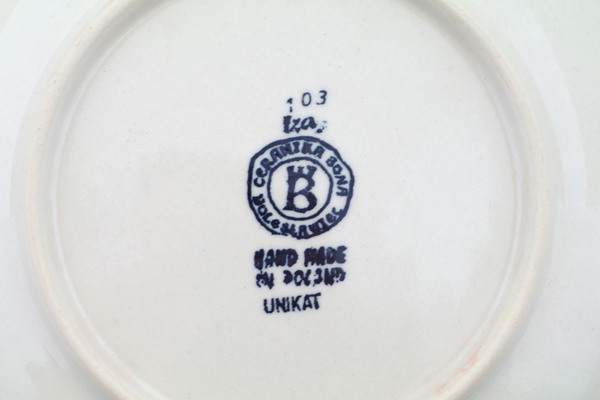 103
Iza
CERAMIKA BONA
BOLESŁAWIEC
B
HAND MADE
IN POLAND
UNIKAT